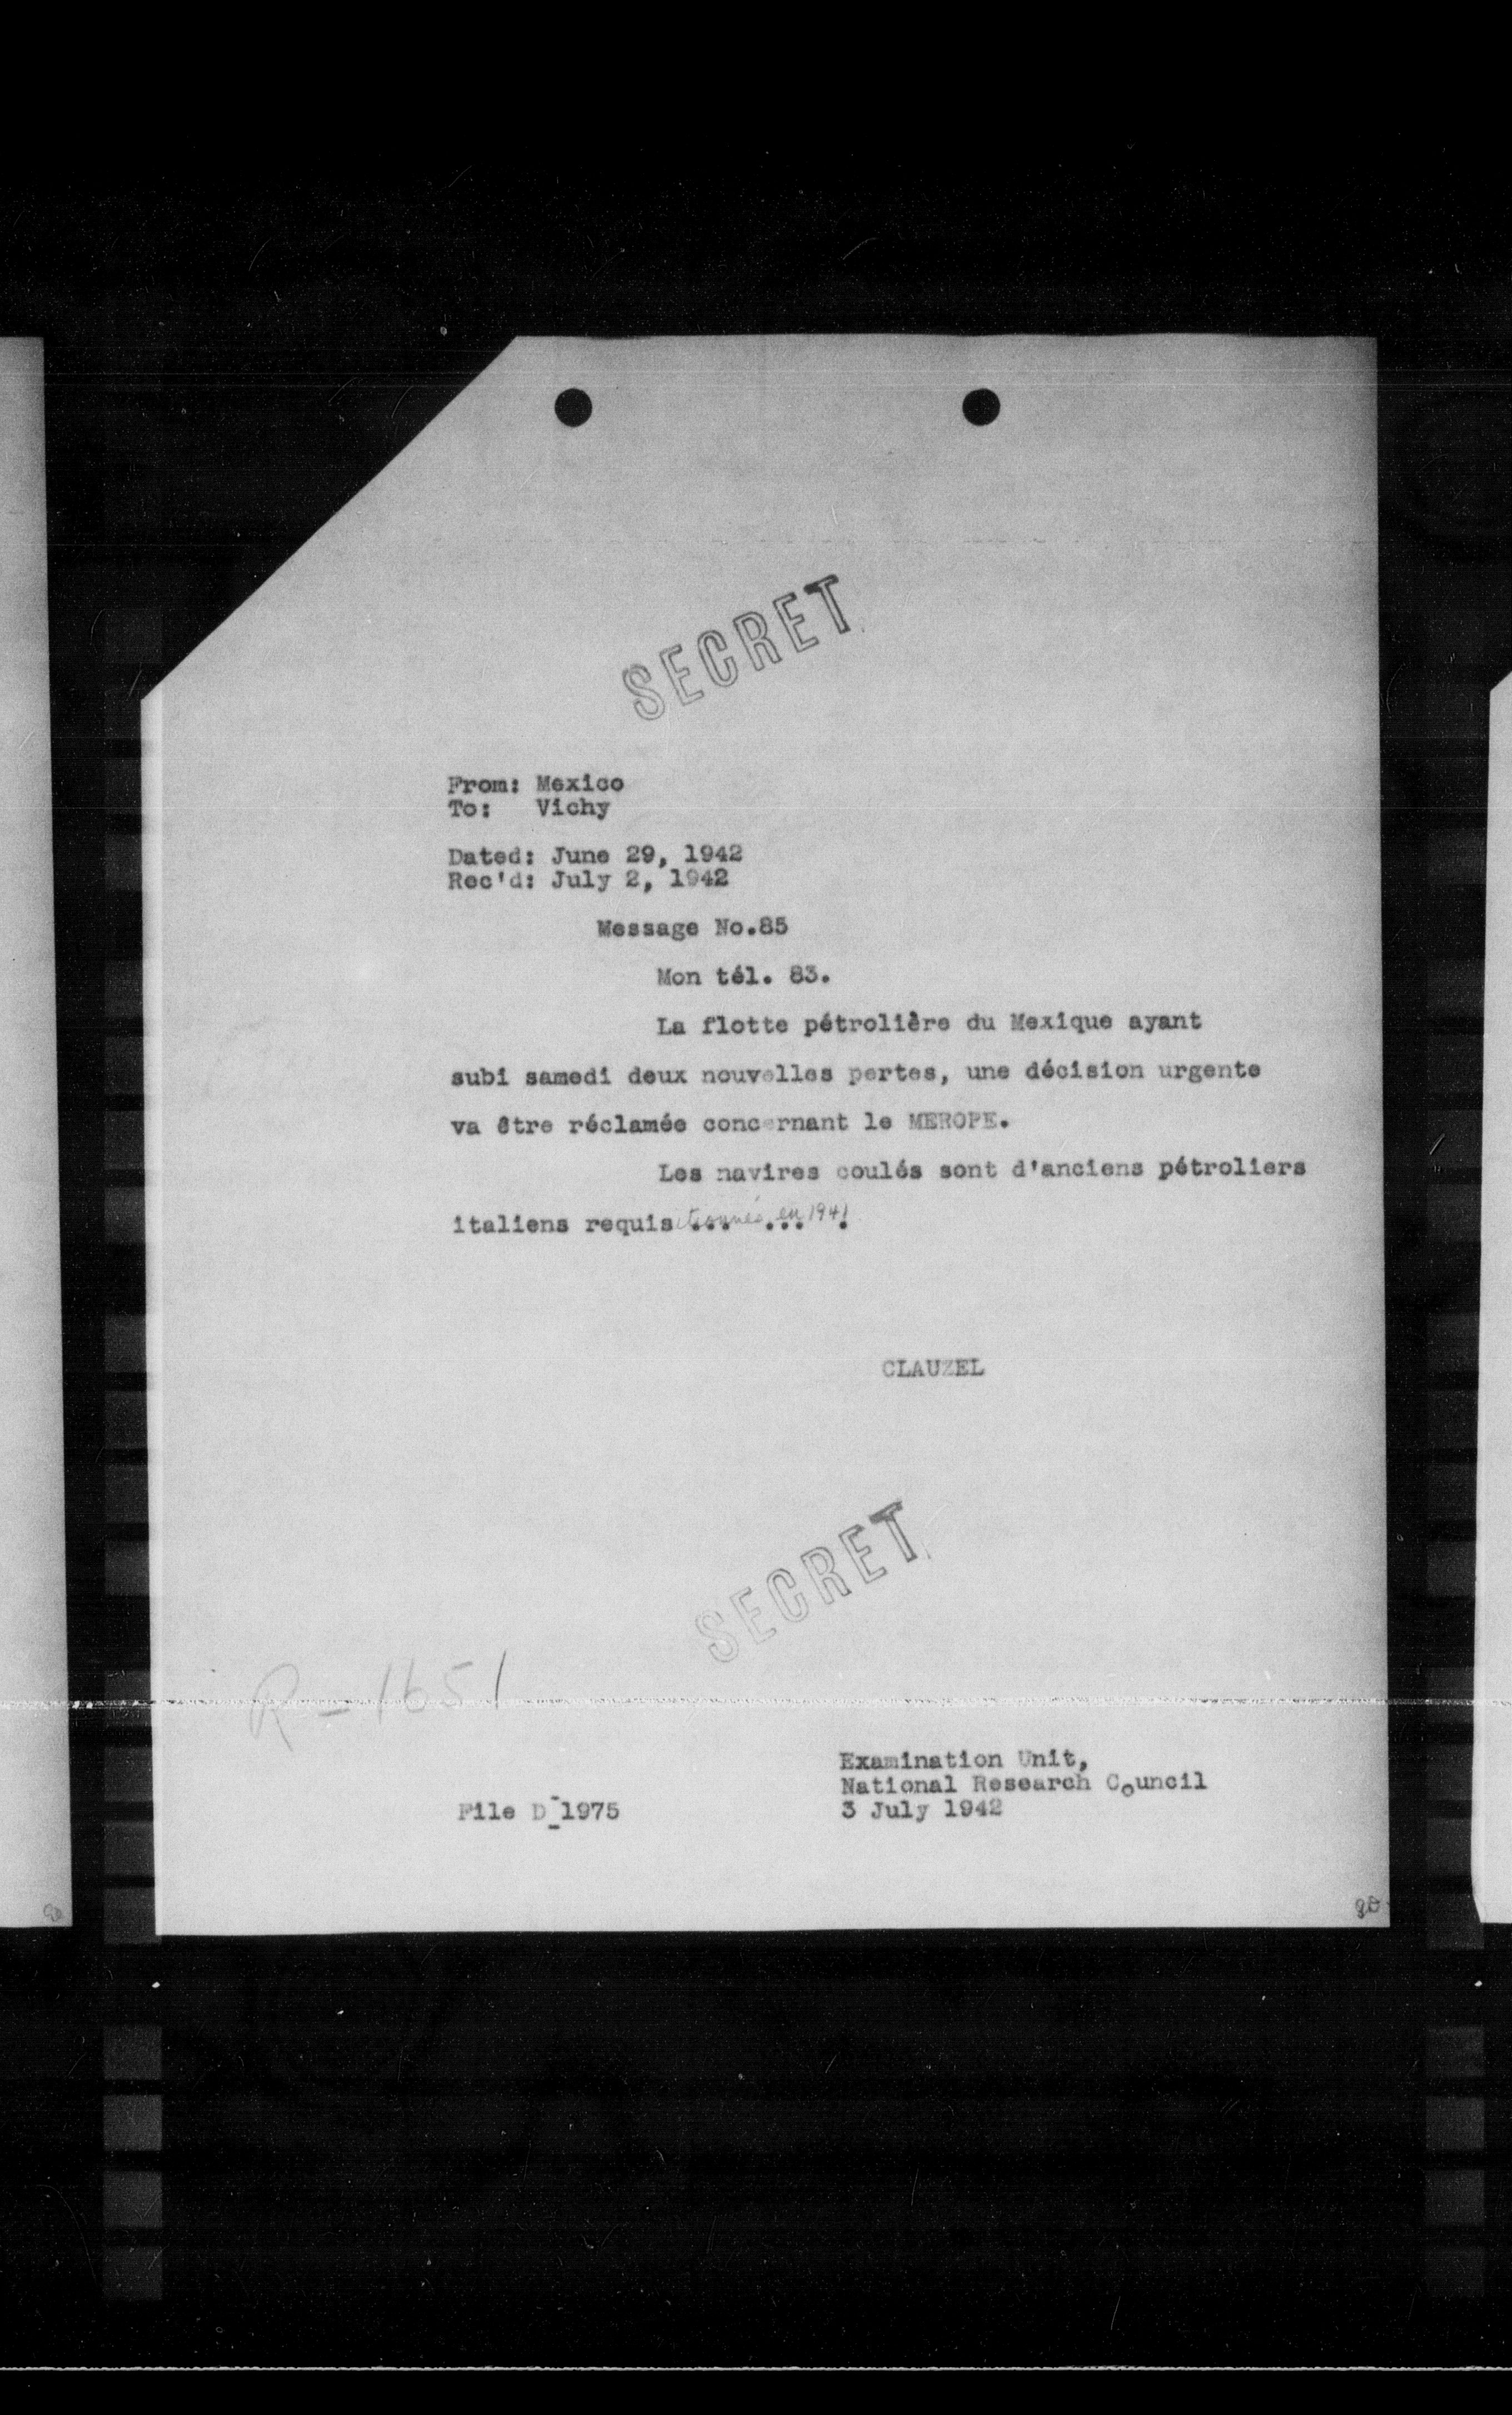 SECRET
From: Mexico
To: Vichy
Dated: June 29, 1942
Rec'd: July 2, 1942
Message No.85
Mon tél. 83.
La flotte pétrolière du Mexique ayant
subi samedi deux nouvelles pertes, une décision urgente
va être réclamée concernant le MEROPE.
Les navires coulés sont d'anciens pétroliers
italiens requisitionnés en 1941.
CLAUZEL
SECRET
R-1651
Examination Unit,
National Research Council
3 July 1942
File D-1975